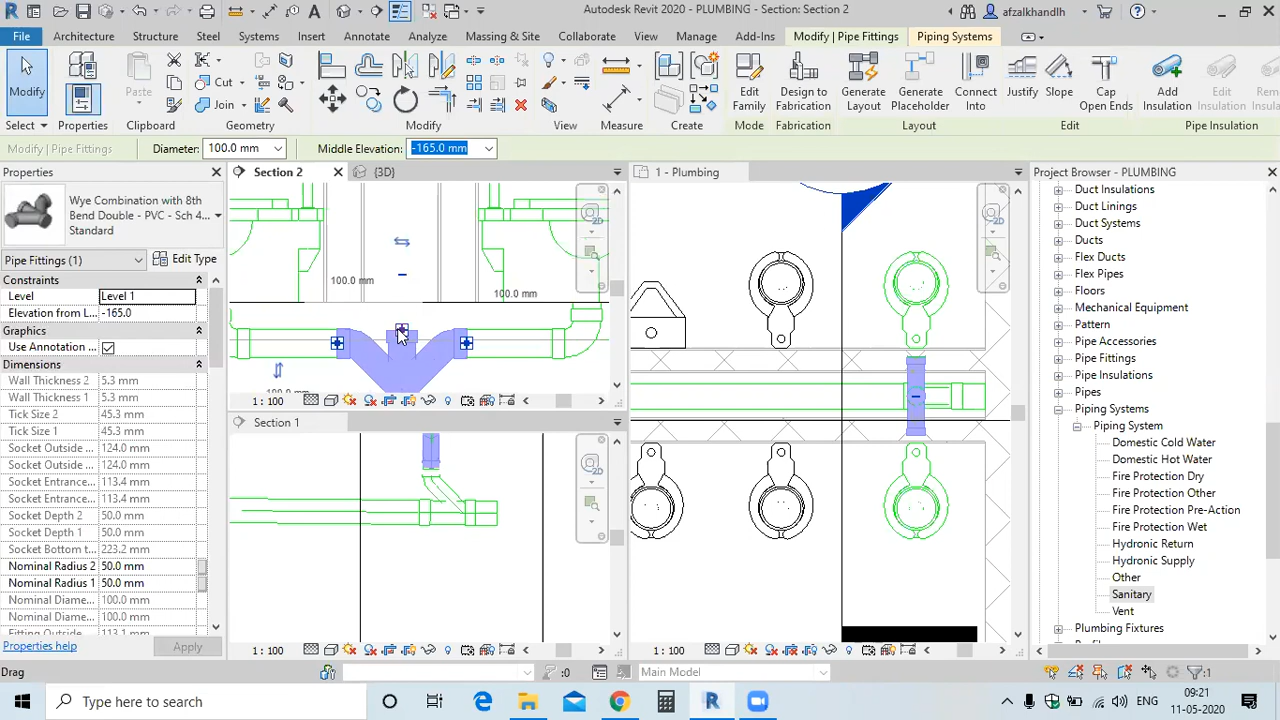 Autodesk Revit 2020 - PLUMBING - Section: Section 2
afzalkhandlh
File Architecture Structure Steel Systems Insert Annotate Analyze Massing & Site Collaborate View Manage Add-Ins Modify | Pipe Fittings Piping Systems
Modify Properties Paste Cut Join Edit Family Design to Fabrication Generate Layout Generate Placeholder Connect Into Justify Slope Cap Open Ends Add Insulation Edit Insulation
Select Properties Clipboard Geometry Modify View Measure Create Mode Fabrication Layout Edit Pipe Insulation
Modify | Pipe Fittings Diameter: 100.0 mm Middle Elevation: -165.0 mm
Properties
Wye Combination with 8th
Bend Double - PVC - Sch 4...
Standard
Pipe Fittings (1) Edit Type
Constraints
Level Level 1
Elevation from L... -165.0
Graphics
Use Annotation ...
Dimensions
Wall Thickness 2 5.3 mm
Wall Thickness 1 5.3 mm
Tick Size 2 45.3 mm
Tick Size 1 45.3 mm
Socket Outside ... 124.0 mm
Socket Outside ... 124.0 mm
Socket Entrance... 113.4 mm
Socket Entrance... 113.4 mm
Socket Depth 2 50.0 mm
Socket Depth 1 50.0 mm
Socket Bottom t... 223.2 mm
Nominal Radius 2 50.0 mm
Nominal Radius 1 50.0 mm
Nominal Diame... 100.0 mm
Nominal Diame... 100.0 mm
Fitting Outside ... 113.1 mm
Properties help Apply
Section 2 {3D}
2D
100.0 mm
100.0 mm
1 : 100
Section 1
2D
1 : 100
1 - Plumbing
2D
1 : 100
Project Browser - PLUMBING
Duct Insulations
Duct Linings
Duct Systems
Ducts
Flex Ducts
Flex Pipes
Floors
Mechanical Equipment
Pattern
Pipe Accessories
Pipe Fittings
Pipe Insulations
Pipes
Piping Systems
Piping System
Domestic Cold Water
Domestic Hot Water
Fire Protection Dry
Fire Protection Other
Fire Protection Pre-Action
Fire Protection Wet
Hydronic Return
Hydronic Supply
Other
Sanitary
Vent
Plumbing Fixtures
Drag :0 Main Model :1
Type here to search ENG 09:21
11-05-2020